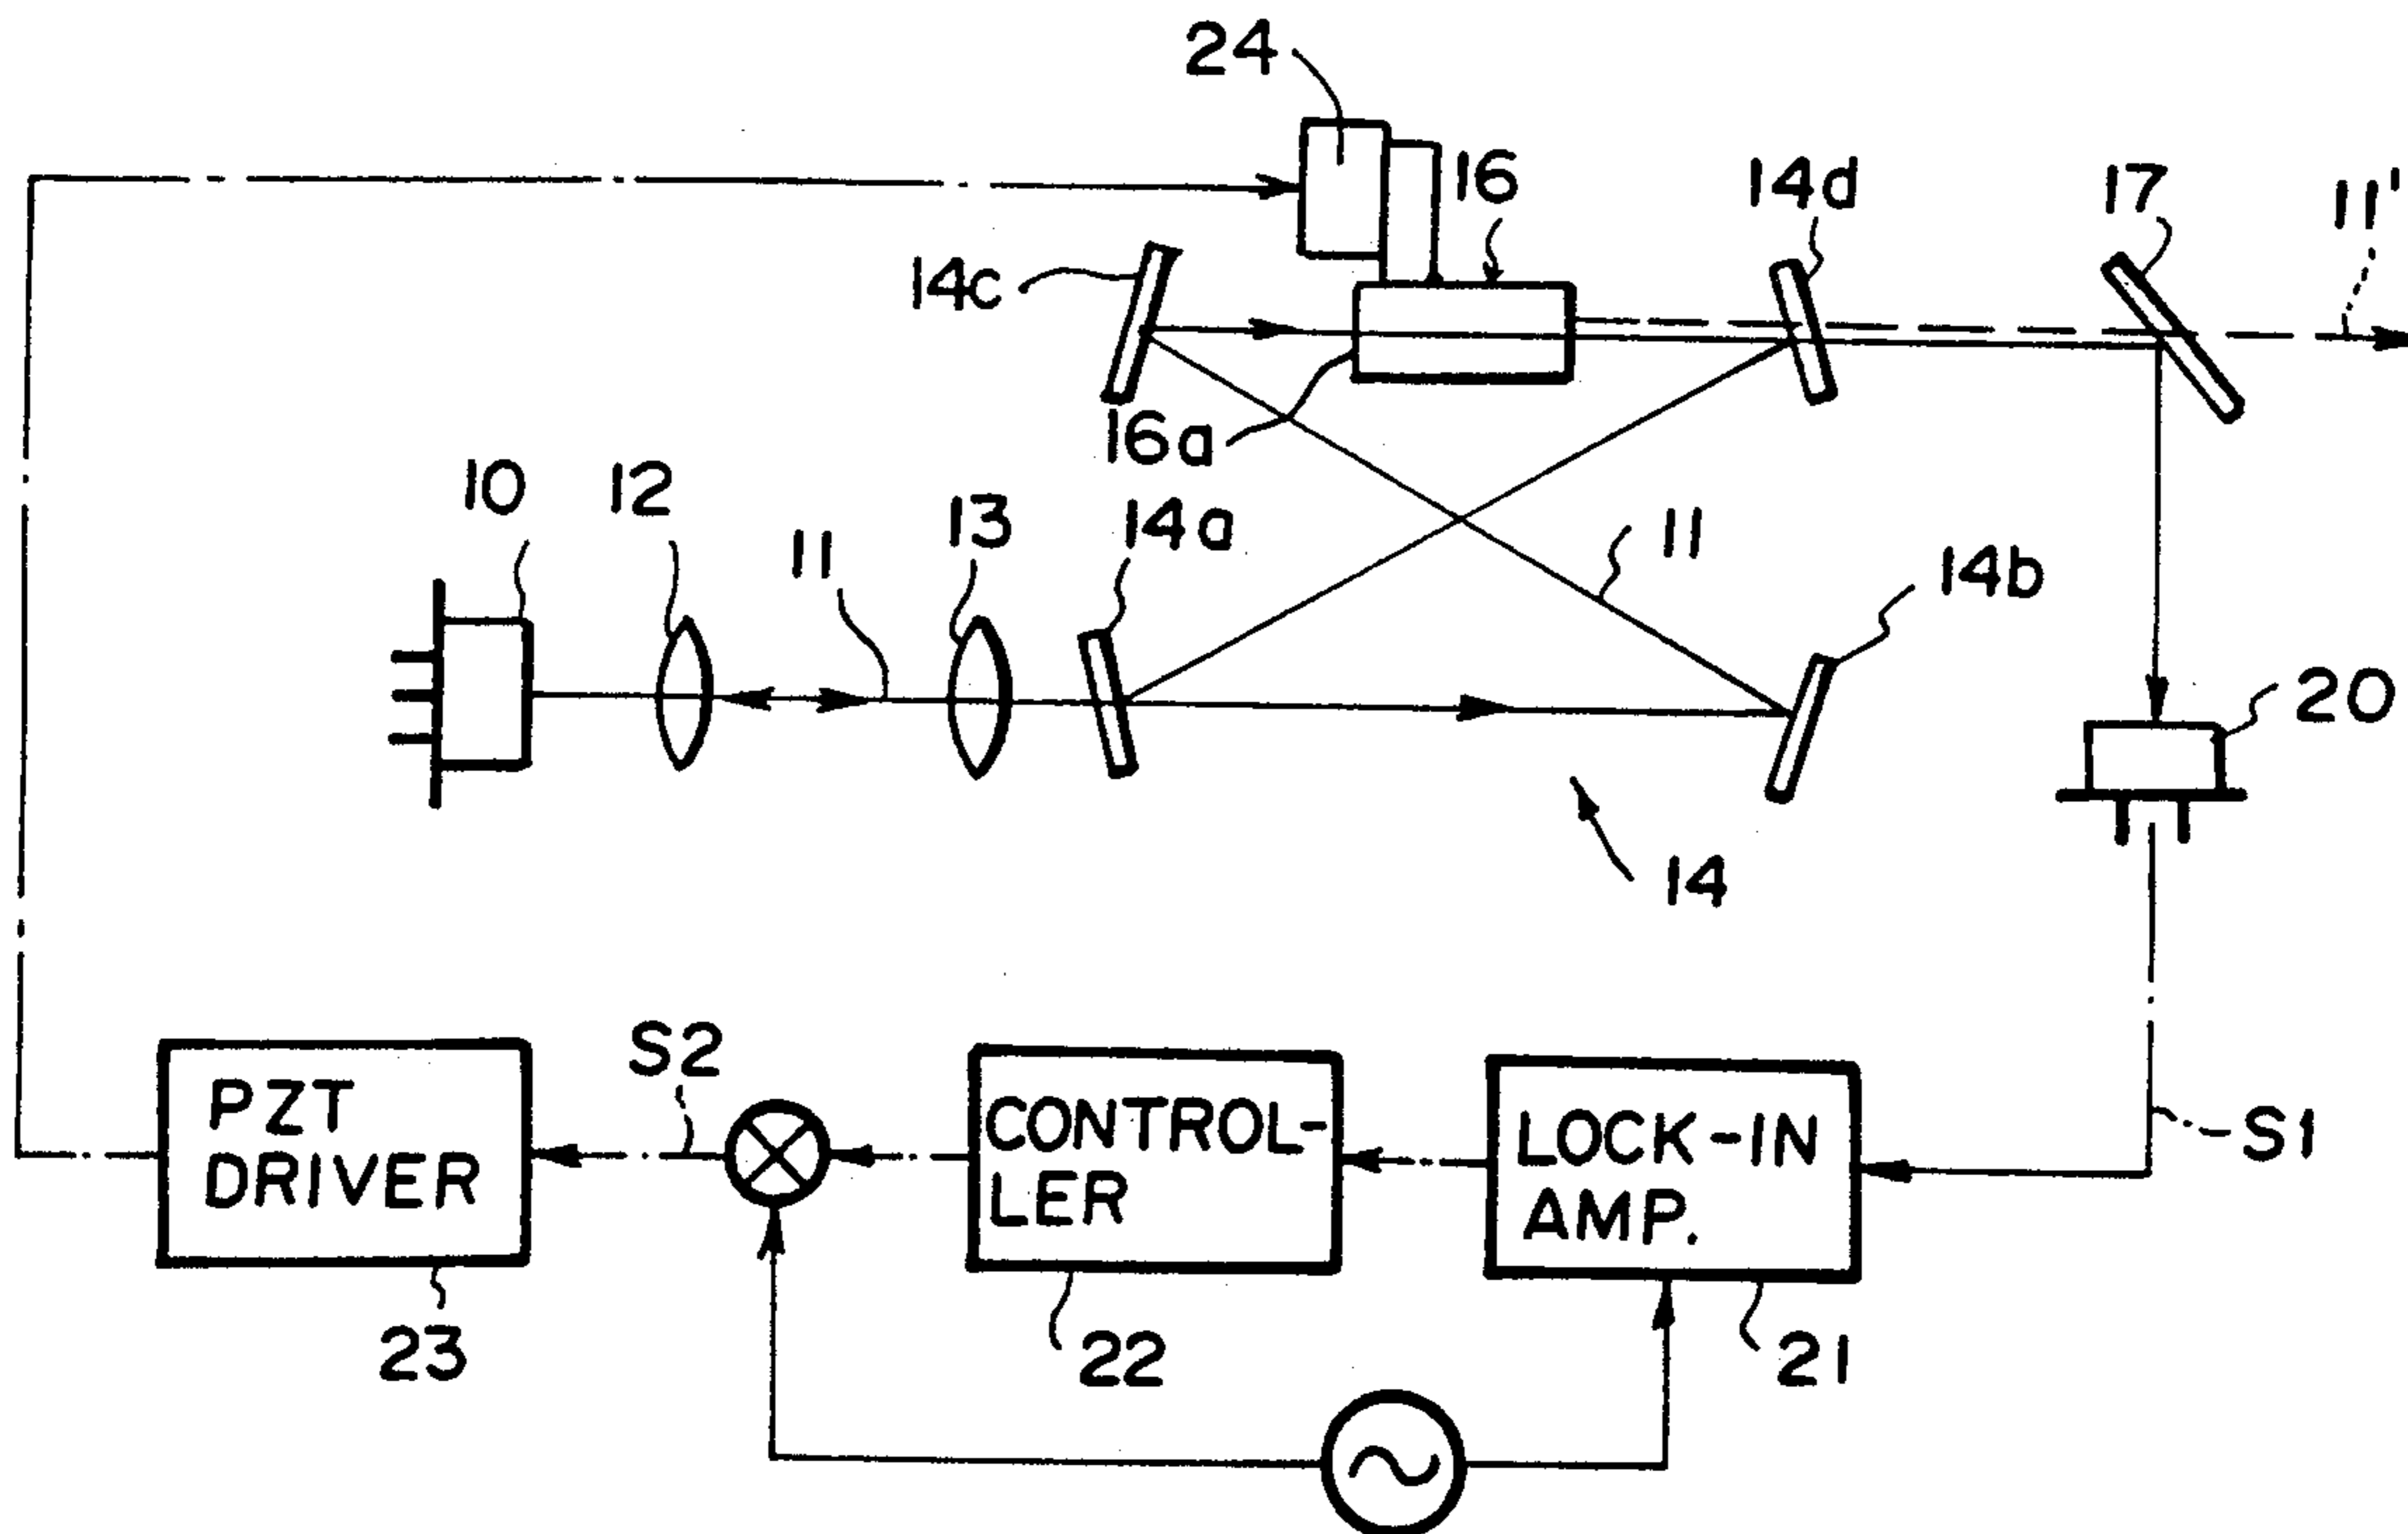 24
16
14d
17
11'
14c
16a
10
12
11
13
14a
11
14b
20
14
S2
PZT
DRIVER
CONTROL-
LER
LOCK-IN
AMP.
S1
23
22
21